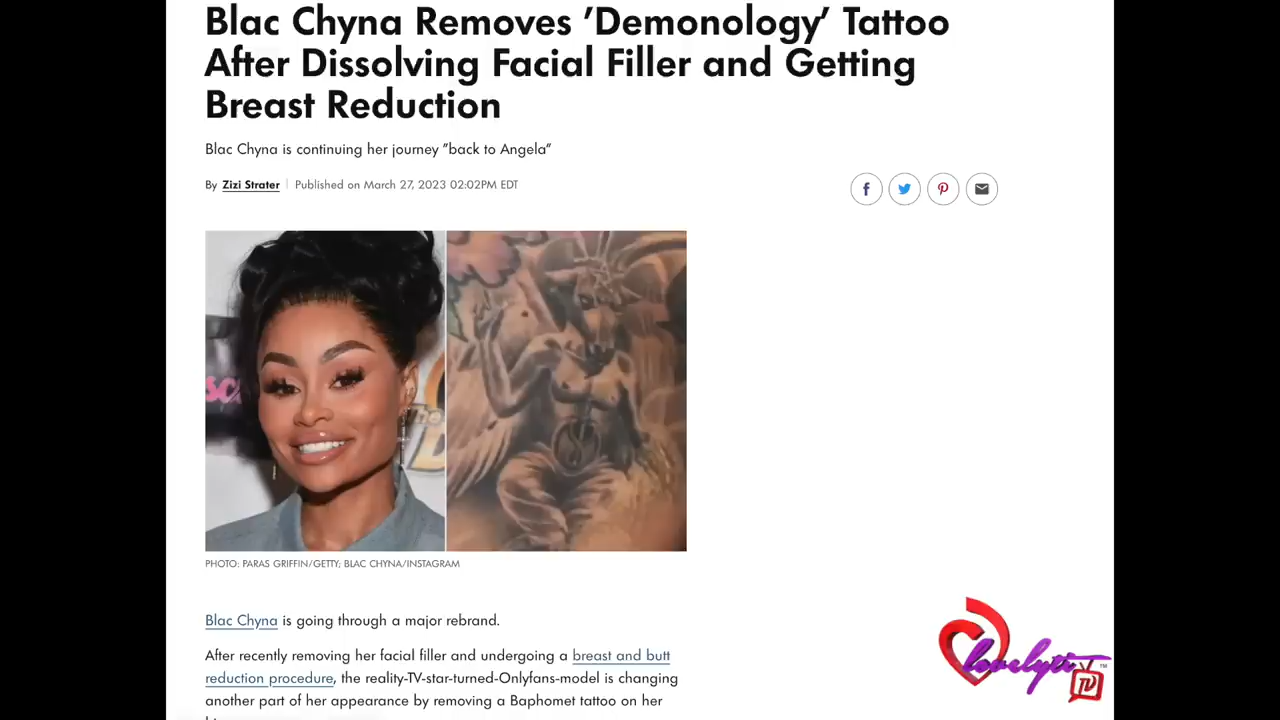 Blac Chyna Removes ’Demonology’ Tattoo
After Dissolving Facial Filler and Getting
Breast Reduction
Blac Chyna is continuing her journey ”back to Angela”
By Zizi Strater | Published on March 27, 2023 02:02PM EDT
PHOTO: PARAS GRIFFIN/GETTY; BLAC CHYNA/INSTAGRAM
Blac Chyna is going through a major rebrand.
After recently removing her facial filler and undergoing a breast and butt
reduction procedure, the reality-TV-star-turned-Onlyfans-model is changing
another part of her appearance by removing a Baphomet tattoo on her
lovelyti
TV